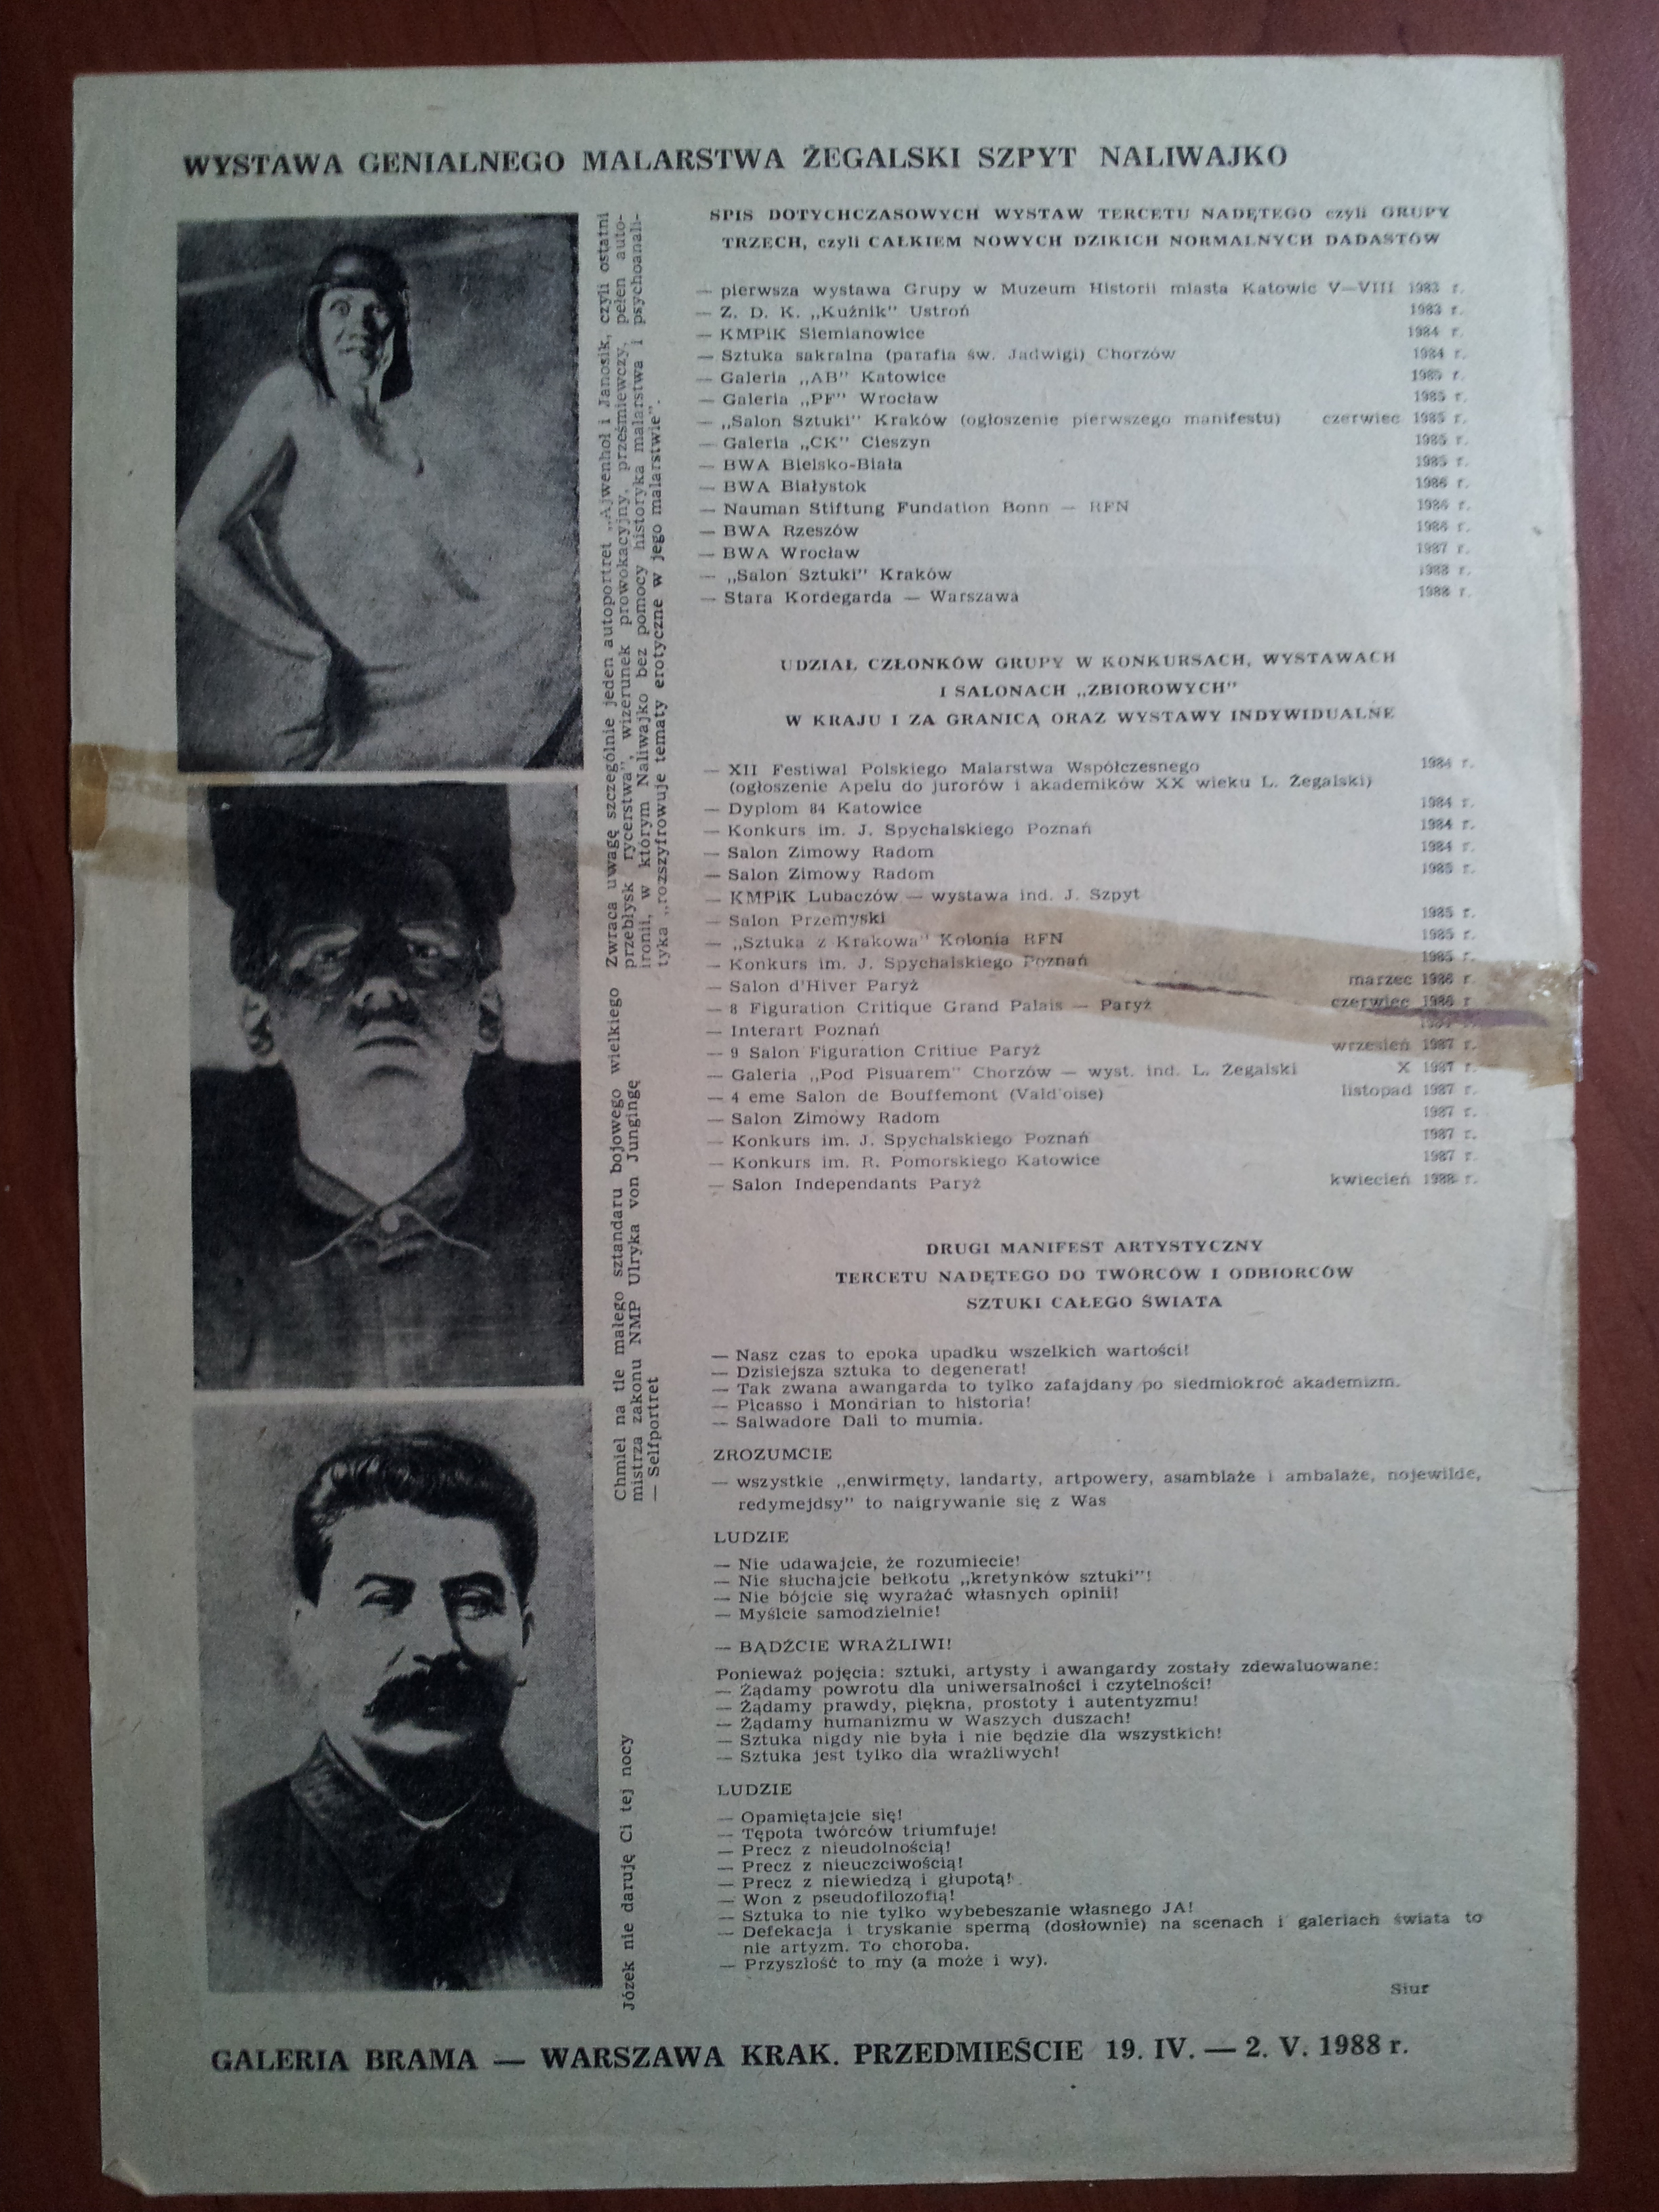 WYSTAWA GENIALNEGO MALARSTWA ŻEGALSKI SZPYT NALIWAJKO
Zwraca uwagę szczególnie jeden autoportret „Ajwenhol i Janosik, czyli ostatni
przebłysk rycerstwa”, wizerunek prowokacyjny, prześmiewczy, pełen auto-
ironii, w którym Naliwajko bez pomocy historyka malarstwa i psychoanali-
tyka „rozszyfrowuje tematy erotyczne w jego malarstwie”.
Chmiel na tle małego sztandaru bojowego wielkiego
mistrza zakonu NMP Ulryka von Jungingę
— Selfportret
Józek nie daruję Ci tej nocy
SPIS DOTYCHCZASOWYCH WYSTAW TERCETU NADĘTEGO czyli GRUPY
TRZECH, czyli CAŁKIEM NOWYCH DZIKICH NORMALNYCH DADASTÓW
— pierwsza wystawa Grupy w Muzeum Historii miasta Katowic V—VIII 1983 r.
— Z. D. K. „Kuźnik” Ustroń 1983 r.
— KMPiK Siemianowice 1984 r.
— Sztuka sakralna (parafia św. Jadwigi) Chorzów 1984 r.
— Galeria „AB” Katowice 1985 r.
— Galeria „PF” Wrocław 1985 r.
— „Salon Sztuki” Kraków (ogłoszenie pierwszego manifestu) czerwiec 1985 r.
— Galeria „CK” Cieszyn 1985 r.
— BWA Bielsko-Biała 1985 r.
— BWA Białystok 1986 r.
— Nauman Stiftung Fundation Bonn — RFN 1986 r.
— BWA Rzeszów 1986 r.
— BWA Wrocław 1987 r.
— „Salon Sztuki” Kraków 1988 r.
— Stara Kordegarda — Warszawa 1988 r.
UDZIAŁ CZŁONKÓW GRUPY W KONKURSACH, WYSTAWACH
I SALONACH „ZBIOROWYCH”
W KRAJU I ZA GRANICĄ ORAZ WYSTAWY INDYWIDUALNE
— XII Festiwal Polskiego Malarstwa Współczesnego 1984 r.
(ogłoszenie Apelu do jurorów i akademików XX wieku L. Żegalski)
— Dyplom 84 Katowice 1984 r.
— Konkurs im. J. Spychalskiego Poznań 1984 r.
— Salon Zimowy Radom 1984 r.
— Salon Zimowy Radom 1985 r.
— KMPiK Lubaczów — wystawa ind. J. Szpyt
— Salon Przemyski 1985 r.
— „Sztuka z Krakowa” Kolonia RFN 1985 r.
— Konkurs im. J. Spychalskiego Poznań 1985 r.
— Salon d'Hiver Paryż marzec 1986 r
— 8 Figuration Critique Grand Palais — Paryż czerwiec 1986 r
— Interart Poznań
— 9 Salon Figuration Critiue Paryż wrzesień 1987 r.
— Galeria „Pod Pisuarem” Chorzów — wyst. ind. L. Żegalski X 1987 r.
— 4 eme Salon de Bouffemont (Vald'oise) listopad 1987 r.
— Salon Zimowy Radom 1987 r.
— Konkurs im. J. Spychalskiego Poznań 1987 r.
— Konkurs im. R. Pomorskiego Katowice 1987 r.
— Salon Independants Paryż kwiecień 1988 r.
DRUGI MANIFEST ARTYSTYCZNY
TERCETU NADĘTEGO DO TWÓRCÓW I ODBIORCÓW
SZTUKI CAŁEGO ŚWIATA
— Nasz czas to epoka upadku wszelkich wartości!
— Dzisiejsza sztuka to degenerat!
— Tak zwana awangarda to tylko zafajdany po siedmiokroć akademizm.
— Picasso i Mondrian to historia!
— Salwadore Dali to mumia.
ZROZUMCIE
— wszystkie „enwirmęty, landarty, artpowery, asamblaże i ambalaże, nojewilde,
redymejdsy” to naigrywanie się z Was
LUDZIE
— Nie udawajcie, że rozumiecie!
— Nie słuchajcie bełkotu „kretynków sztuki”!
— Nie bójcie się wyrażać własnych opinii!
— Myślcie samodzielnie!
— BĄDŹCIE WRAŻLIWI!
Ponieważ pojęcia: sztuki, artysty i awangardy zostały zdewaluowane:
— Żądamy powrotu dla uniwersalności i czytelności!
— Żądamy prawdy, piękna, prostoty i autentyzmu!
— Żądamy humanizmu w Waszych duszach!
— Sztuka nigdy nie była i nie będzie dla wszystkich!
— Sztuka jest tylko dla wrażliwych!
LUDZIE
— Opamiętajcie się!
— Tępota twórców triumfuje!
— Precz z nieudolnością!
— Precz z nieuczciwością!
— Precz z niewiedzą i głupotą!
— Won z pseudofilozofią!
— Sztuka to nie tylko wybebeszanie własnego JA!
— Defekacja i tryskanie spermą (dosłownie) na scenach i galeriach świata to
nie artyzm. To choroba.
— Przyszłość to my (a może i wy).
Siur
GALERIA BRAMA — WARSZAWA KRAK. PRZEDMIEŚCIE 19. IV. — 2. V. 1988 r.